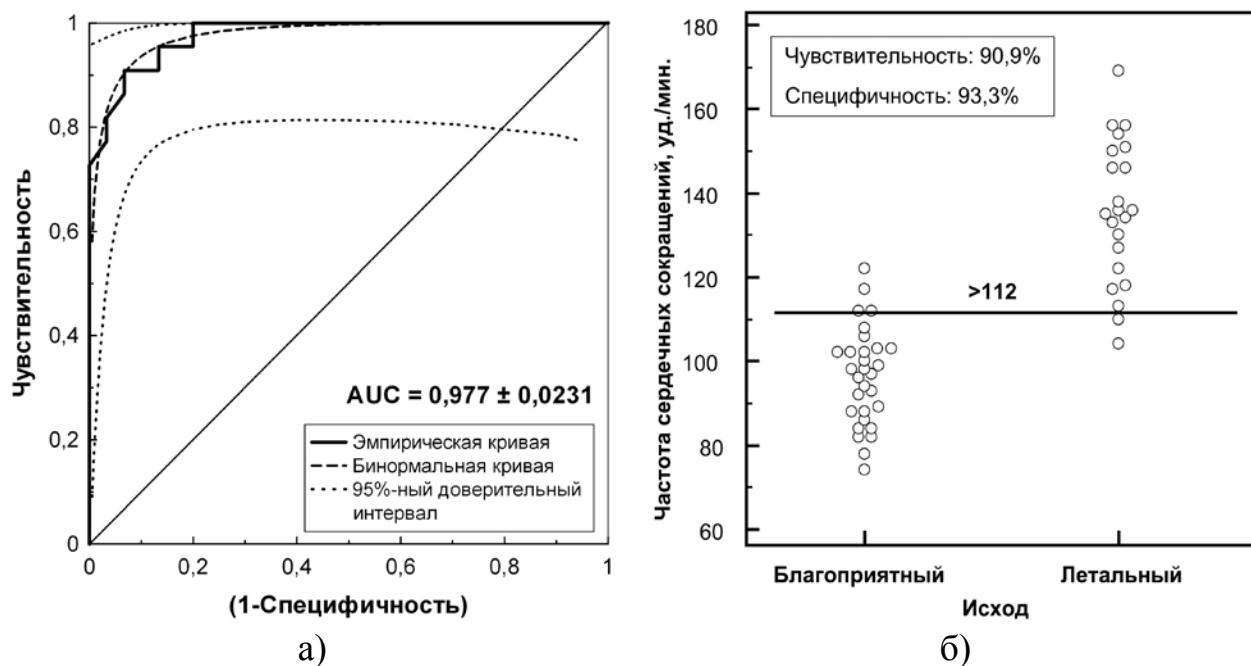 1
0,8
0,6
0,4
0,2
0
Чувствительность
AUC = 0,977 ± 0,0231
Эмпирическая кривая
Бинормальная кривая
95%-ный доверительный
интервал
0
0,2
0,4
0,6
0,8
1
(1-Специфичность)
а)
180
160
140
120
100
80
60
Частота сердечных сокращений, уд./мин.
Чувствительность: 90,9%
Специфичность: 93,3%
>112
Благоприятный
Летальный
Исход
б)